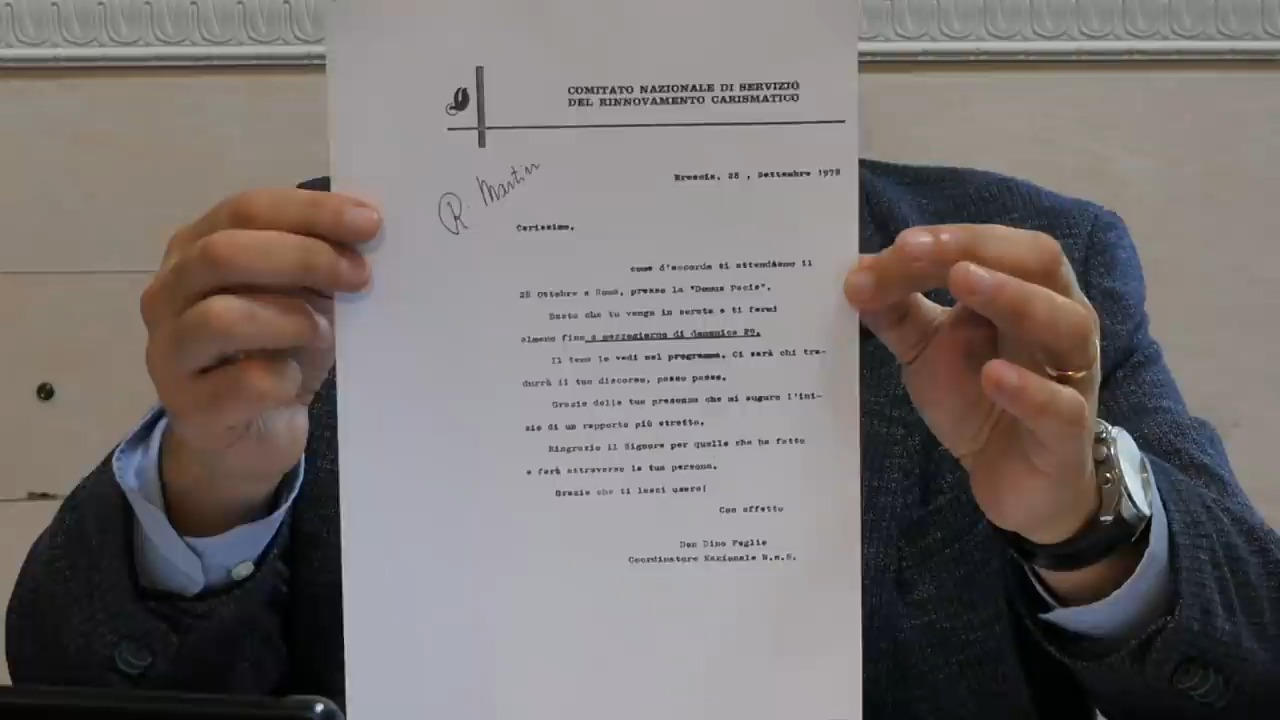 COMITATO NAZIONALE DI SERVIZIO
DEL RINNOVAMENTO CARISMATICO
R. Martin
Brescia, 28 , Settembre 1978
Carissimo,
come d'accordo ti attendiamo il
28 Ottobre a Roma, presso la "Domus Pacis".
Basta che tu venga in serata e ti fermi
almeno fino a mezzogiorno di domenica 29.
Il tema lo vedi nel programma. Ci sarà chi tra-
durrà il tuo discorso, passo passo.
Grazie della tua presenza che mi auguro l'ini-
zio di un rapporto più stretto.
Ringrazio il Signore per quello che ha fatto
e farà attraverso la tua persona.
Grazie che ti lasci usare!
Con affetto
Don Dino Foglio
Coordinatore Nazionale R.n.S.